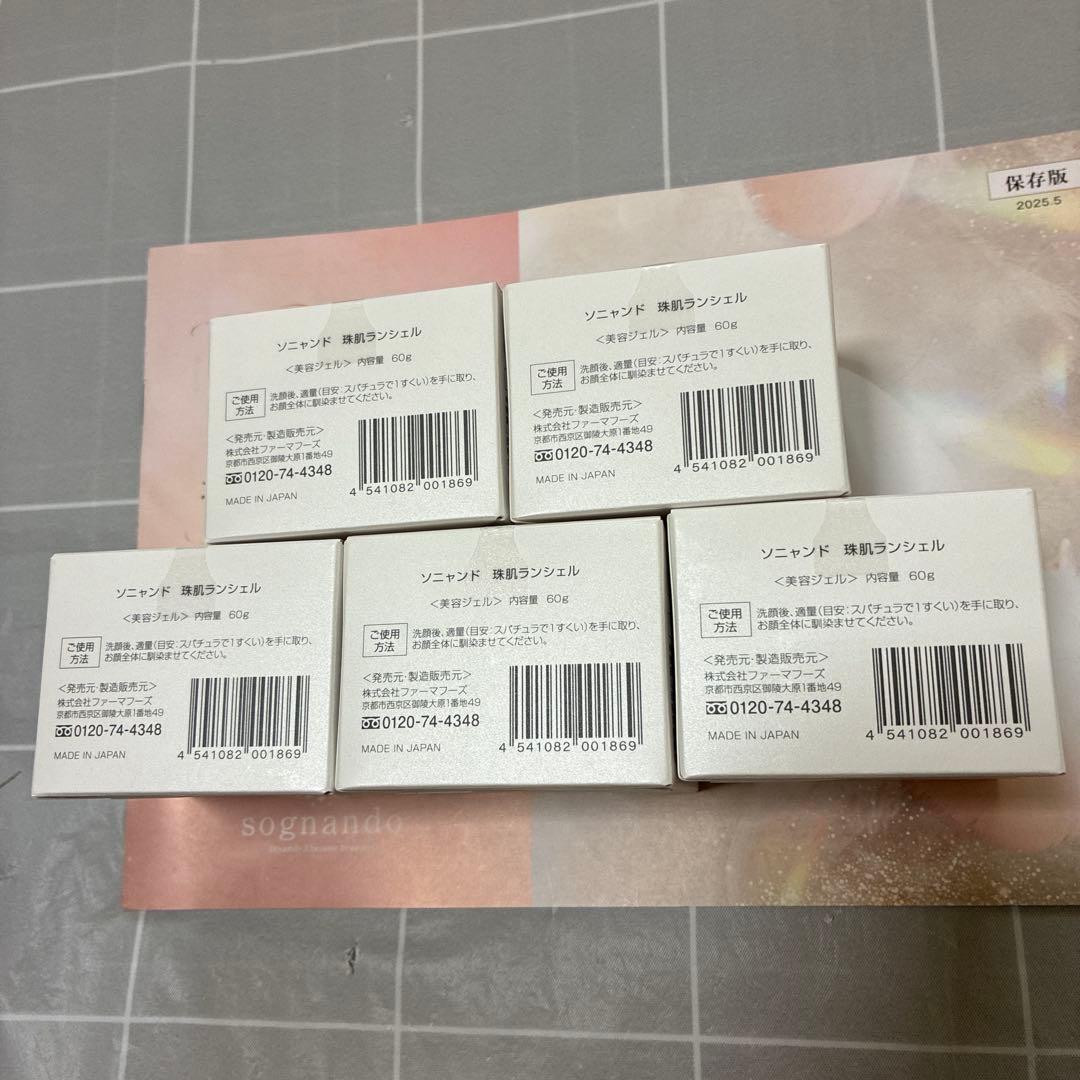 保存版
2025.5
ソニャンド 珠肌ランシェル
<美容ジェル> 内容量 60g
ご使用
方法
洗顔後、適量(目安:スパチュラで1すくい)を手に取り、
お顔全体に馴染ませてください。
<発売元・製造販売元>
株式会社ファーマフーズ
京都市西京区御陵大原1番地49
0120-74-4348
MADE IN JAPAN
4 541082 001869
ソニャンド 珠肌ランシェル
<美容ジェル> 内容量 60g
ご使用
方法
洗顔後、適量(目安:スパチュラで1すくい)を手に取り、
お顔全体に馴染ませてください。
<発売元・製造販売元>
株式会社ファーマフーズ
京都市西京区御陵大原1番地49
0120-74-4348
MADE IN JAPAN
4 541082 001869
ソニャンド 珠肌ランシェル
<美容ジェル> 内容量 60g
ご使用
方法
洗顔後、適量(目安:スパチュラで1すくい)を手に取り、
お顔全体に馴染ませてください。
<発売元・製造販売元>
株式会社ファーマフーズ
京都市西京区御陵大原1番地49
0120-74-4348
MADE IN JAPAN
4 541082 001869
ソニャンド 珠肌ランシェル
<美容ジェル> 内容量 60g
ご使用
方法
洗顔後、適量(目安:スパチュラで1すくい)を手に取り、
お顔全体に馴染ませてください。
<発売元・製造販売元>
株式会社ファーマフーズ
京都市西京区御陵大原1番地49
0120-74-4348
MADE IN JAPAN
4 541082 001869
ソニャンド 珠肌ランシェル
<美容ジェル> 内容量 60g
ご使用
方法
洗顔後、適量(目安:スパチュラで1すくい)を手に取り、
お顔全体に馴染ませてください。
<発売元・製造販売元>
株式会社ファーマフーズ
京都市西京区御陵大原1番地49
0120-74-4348
MADE IN JAPAN
4 541082 001869
sognando